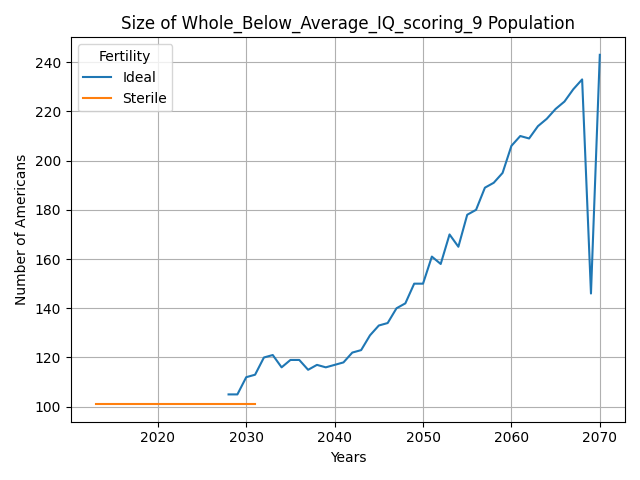 Size of Whole_Below_Average_IQ_scoring_9 Population
Fertility
Ideal
Sterile
Number of Americans
240
220
200
180
160
140
120
100
2020 2030 2040 2050 2060 2070
Years